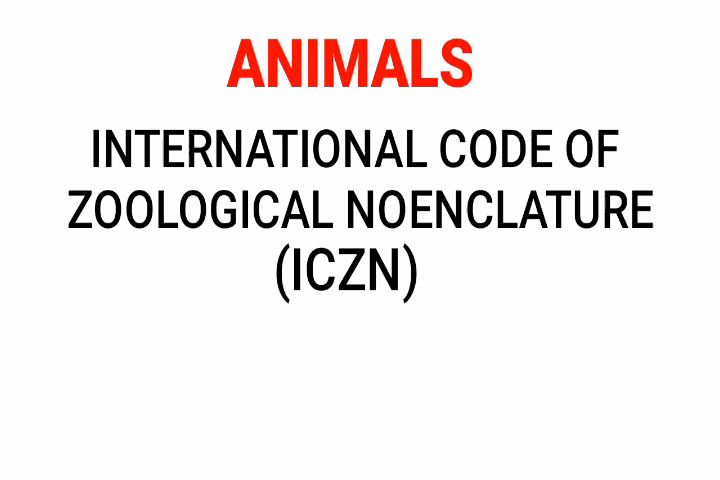 ANIMALS
INTERNATIONAL CODE OF
ZOOLOGICAL NOENCLATURE
(ICZN)